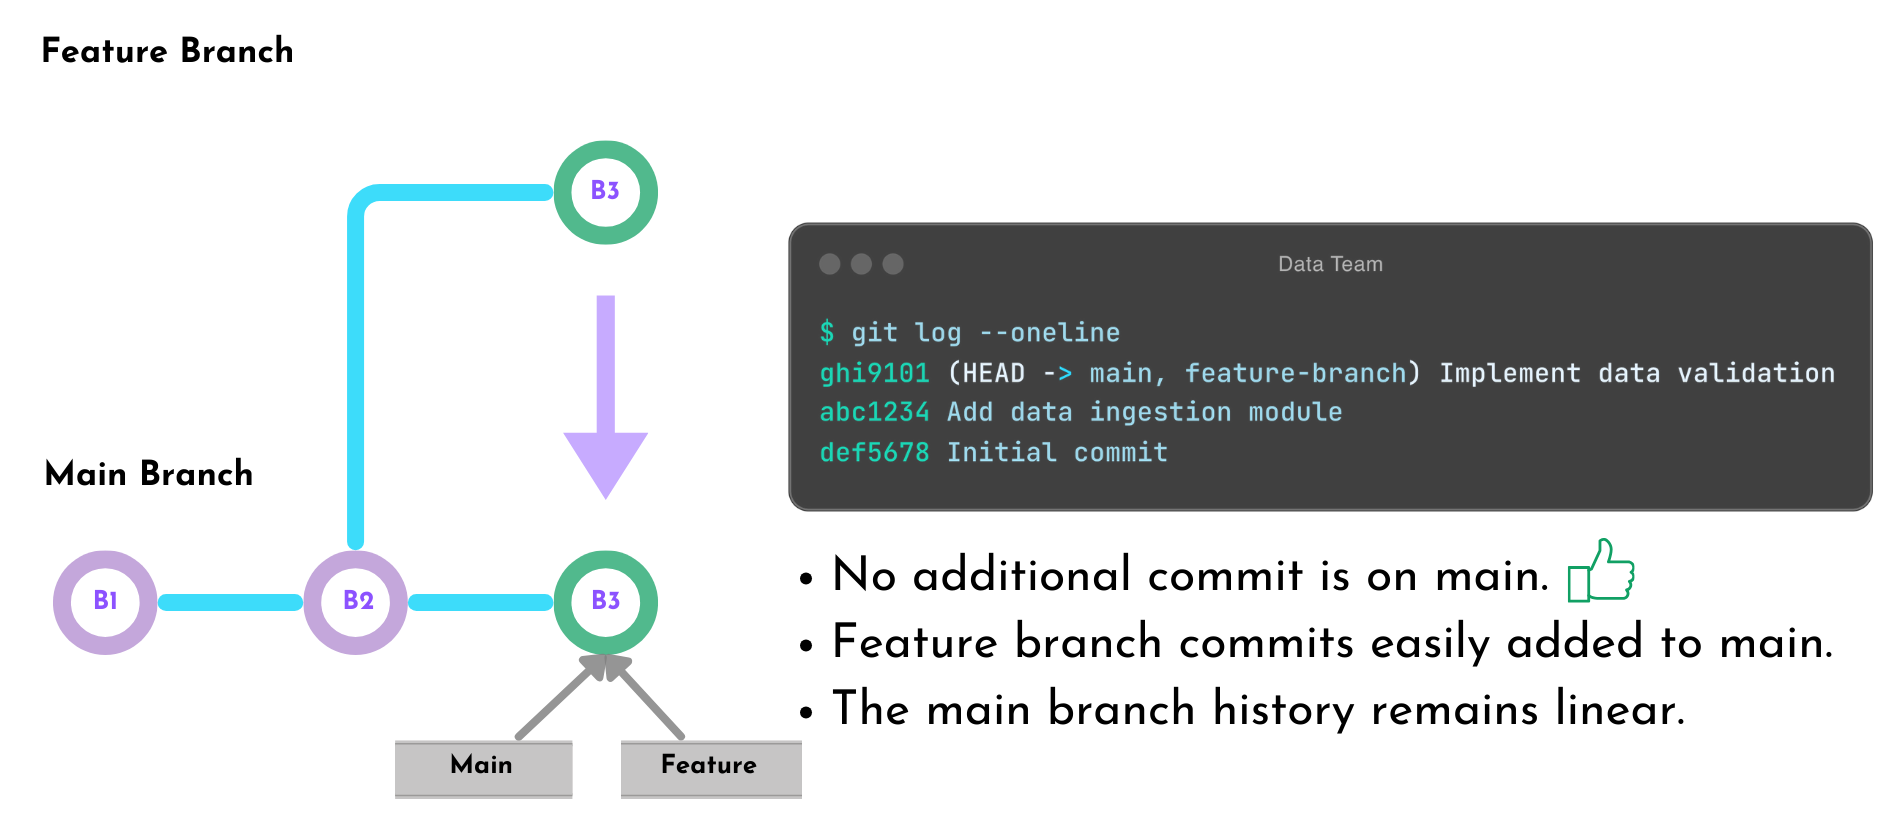 Feature Branch
B3
Data Team
$ git log --oneline
ghi9101 (HEAD -> main, feature-branch) Implement data validation
abc1234 Add data ingestion module
def5678 Initial commit
Main Branch
B1
B2
B3
Main
Feature
• No additional commit is on main.
• Feature branch commits easily added to main.
• The main branch history remains linear.